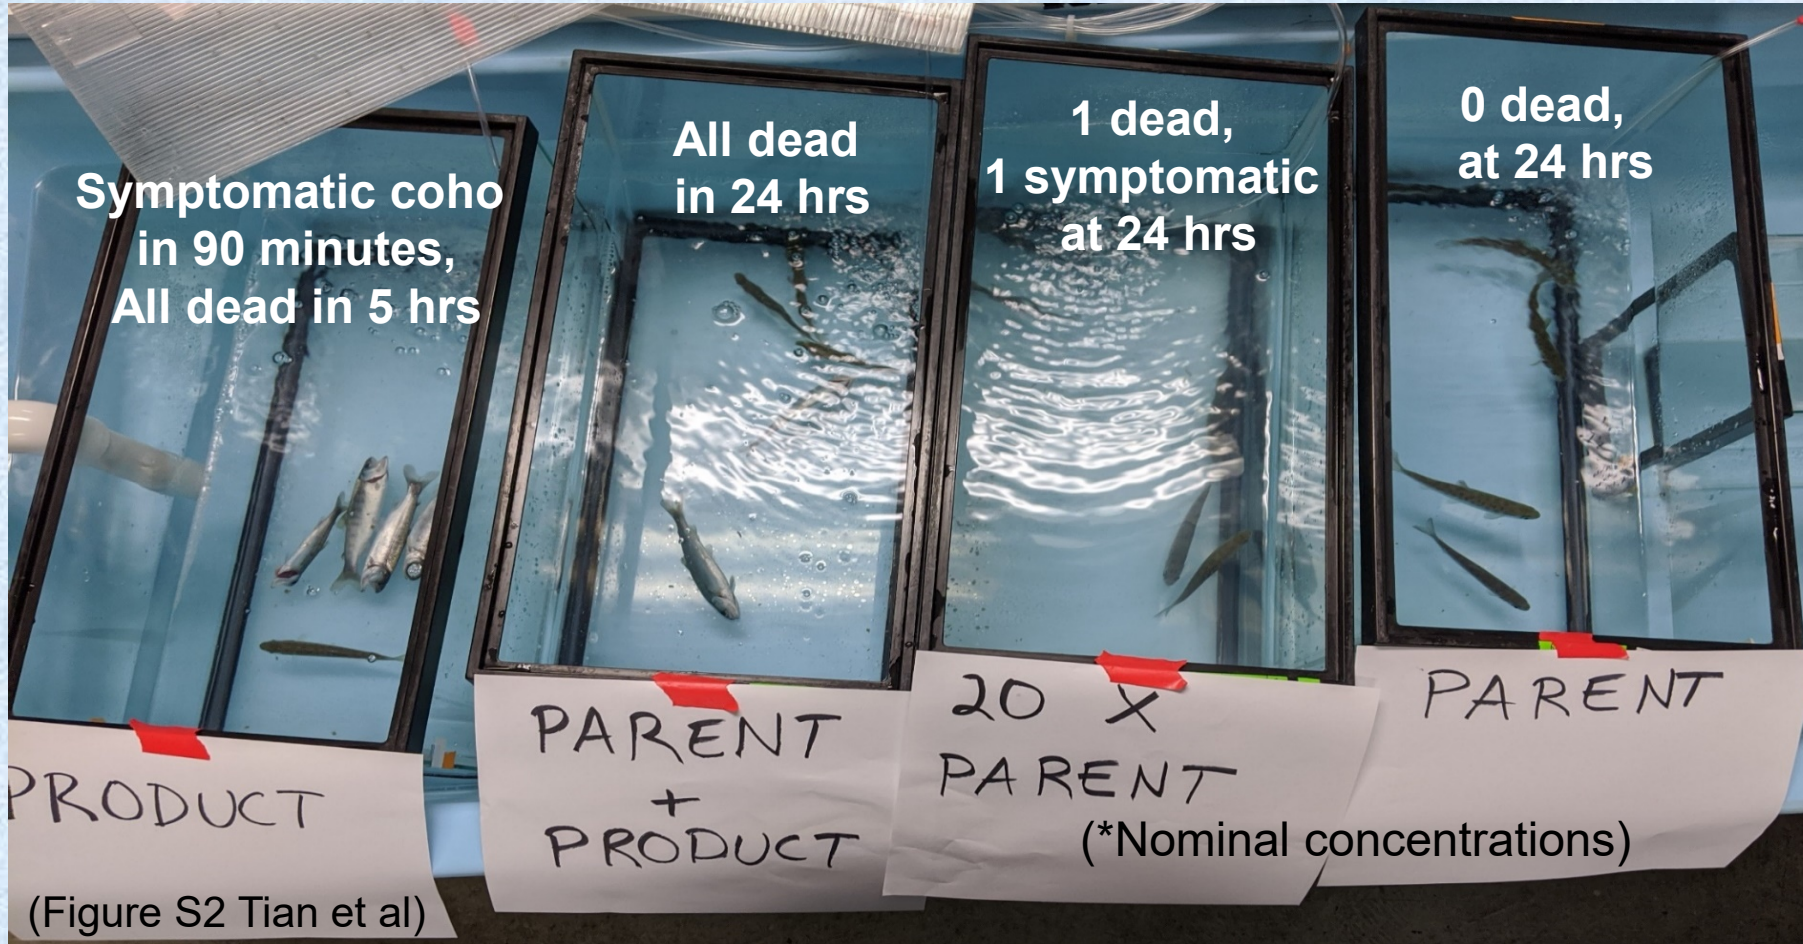 Symptomatic coho
in 90 minutes,
All dead in 5 hrs
All dead
in 24 hrs
1 dead,
1 symptomatic
at 24 hrs
0 dead,
at 24 hrs
PRODUCT
PARENT
+
PRODUCT
20 X
PARENT
PARENT
(*Nominal concentrations)
(Figure S2 Tian et al)